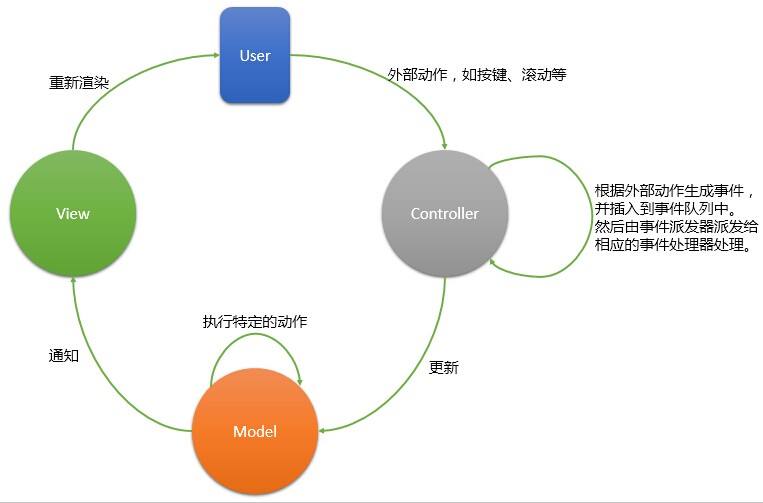 User
重新渲染
外部动作，如按键、滚动等
View
Controller
根据外部动作生成事件，
并插入到事件队列中。
然后由事件派发器派发给
相应的事件处理器处理。
执行特定的动作
通知
更新
Model